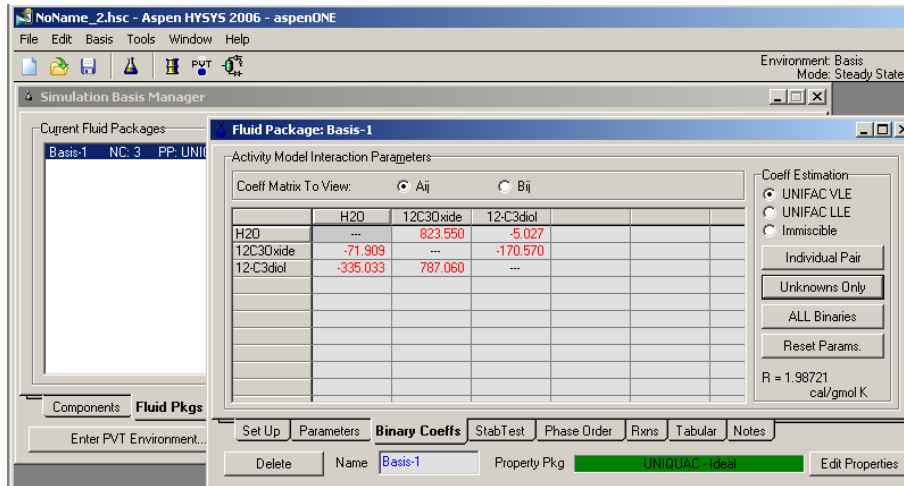 NoName_2.hsc - Aspen HYSYS 2006 - aspenONE
File Edit Basis Tools Window Help
PVT
Environment: Basis
Mode: Steady State
Simulation Basis Manager
Current Fluid Packages
Basis-1 NC: 3 PP: UNIQ
Fluid Package: Basis-1
Activity Model Interaction Parameters
Coeff Matrix To View: Aij Bij
H2O 12C3Oxide 12-C3diol
H2O --- 823.550 -5.027
12C3Oxide -71.909 --- -170.570
12-C3diol -335.033 787.060 ---
Coeff Estimation
UNIFAC VLE
UNIFAC LLE
Immiscible
Individual Pair
Unknowns Only
ALL Binaries
Reset Params.
R = 1.98721
cal/gmol K
Components Fluid Pkgs
Enter PVT Environment...
Set Up Parameters Binary Coeffs StabTest Phase Order Rxns Tabular Notes
Delete Name Basis-1 Property Pkg UNIQUAC - Ideal Edit Properties